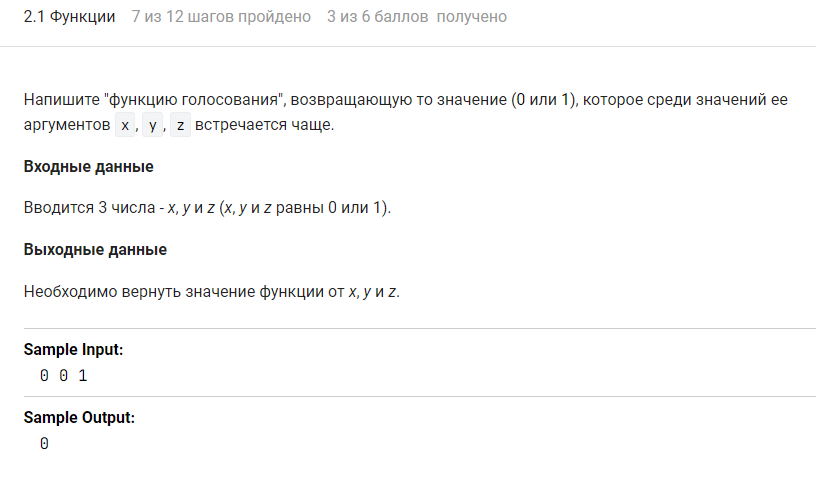 2.1 Функции 7 из 12 шагов пройдено 3 из 6 баллов получено
Напишите "функцию голосования", возвращающую то значение (0 или 1), которое среди значений ее
аргументов x, y, z встречается чаще.
Входные данные
Вводится 3 числа - x, y и z (x, y и z равны 0 или 1).
Выходные данные
Необходимо вернуть значение функции от x, y и z.
Sample Input:
0 0 1
Sample Output:
0